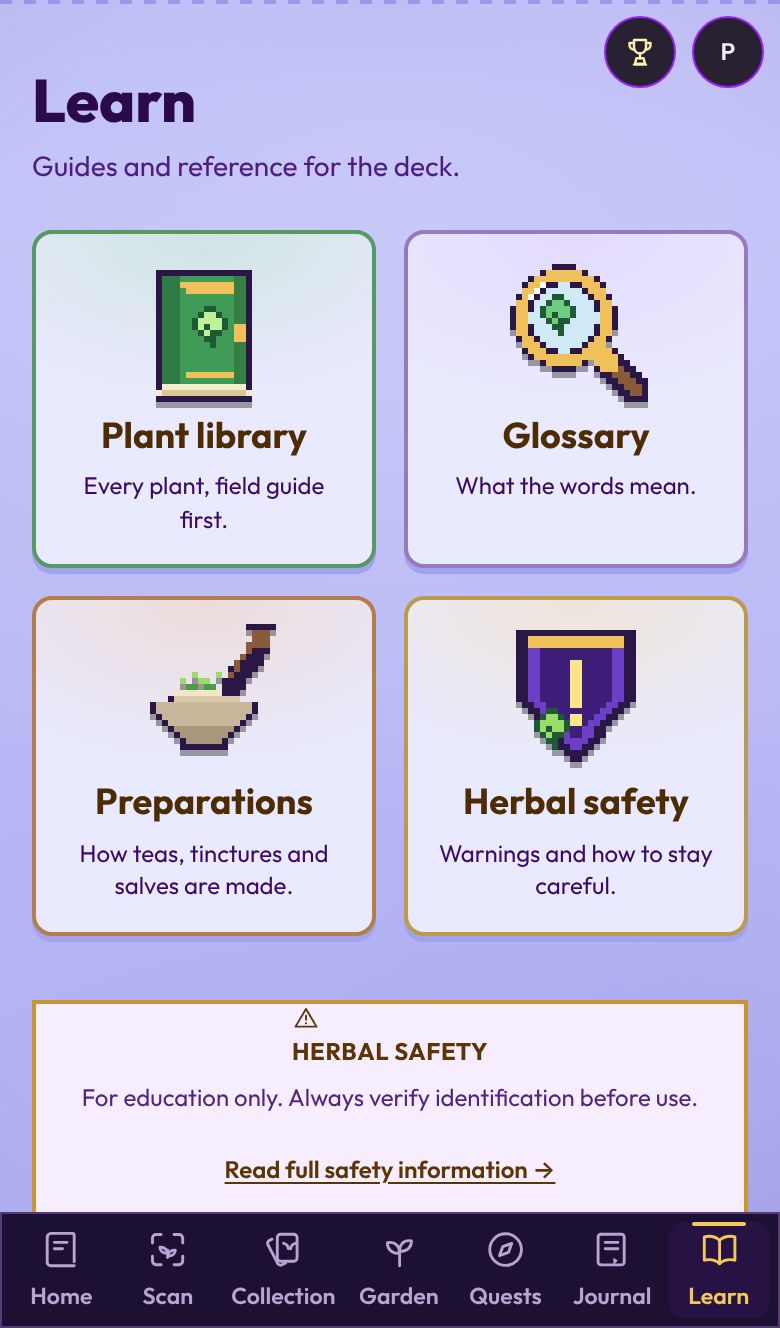 P
Learn
Guides and reference for the deck.
Plant library
Every plant, field guide
first.
Glossary
What the words mean.
Preparations
How teas, tinctures and
salves are made.
Herbal safety
Warnings and how to stay
careful.
HERBAL SAFETY
For education only. Always verify identification before use.
Read full safety information →
Home
Scan
Collection
Garden
Quests
Journal
Learn